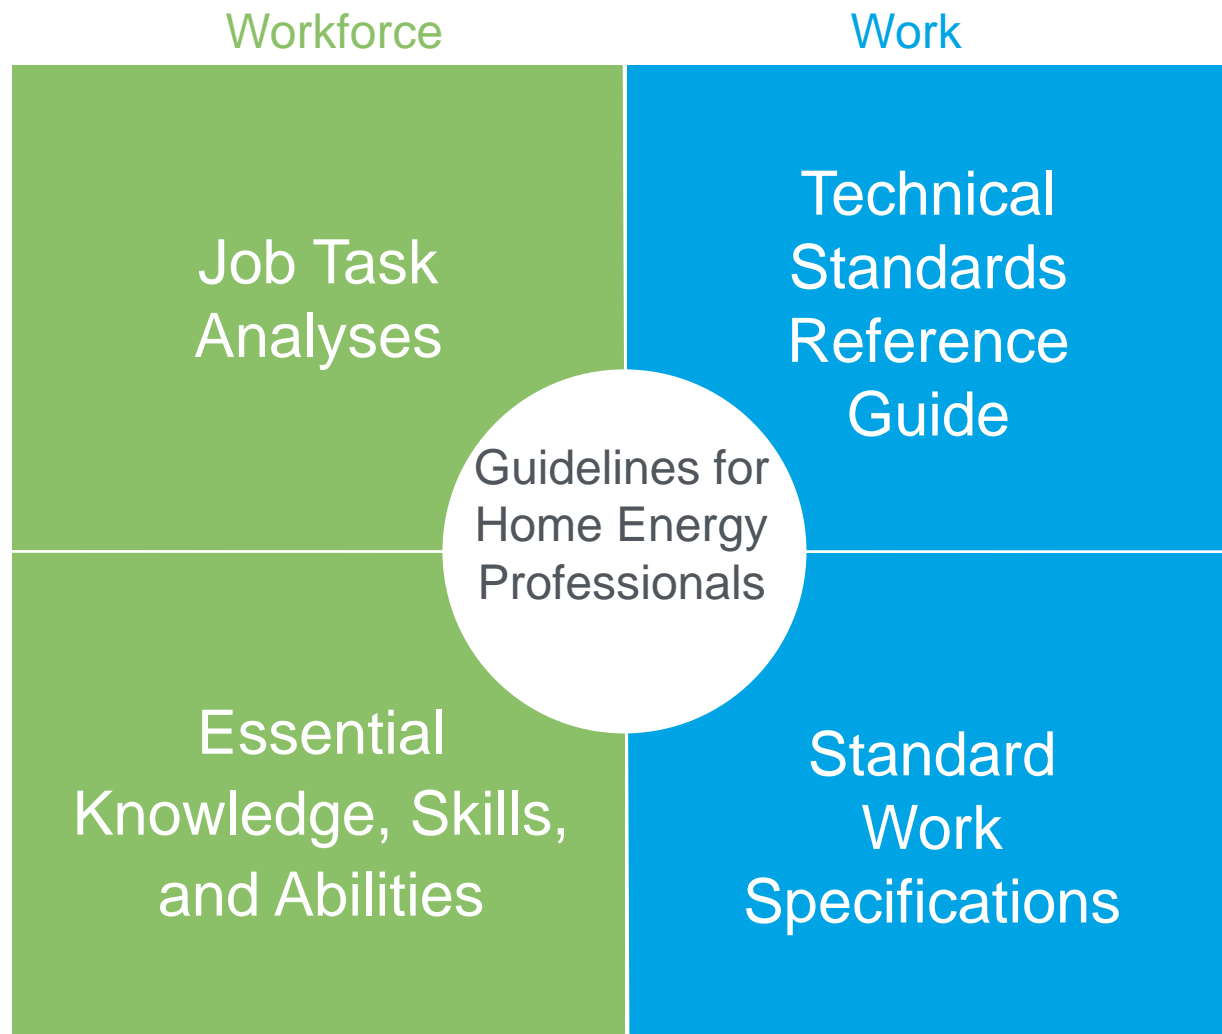 Workforce
Work
Job Task
Analyses
Technical
Standards
Reference
Guide
Guidelines for
Home Energy
Professionals
Essential
Knowledge, Skills,
and Abilities
Standard
Work
Specifications